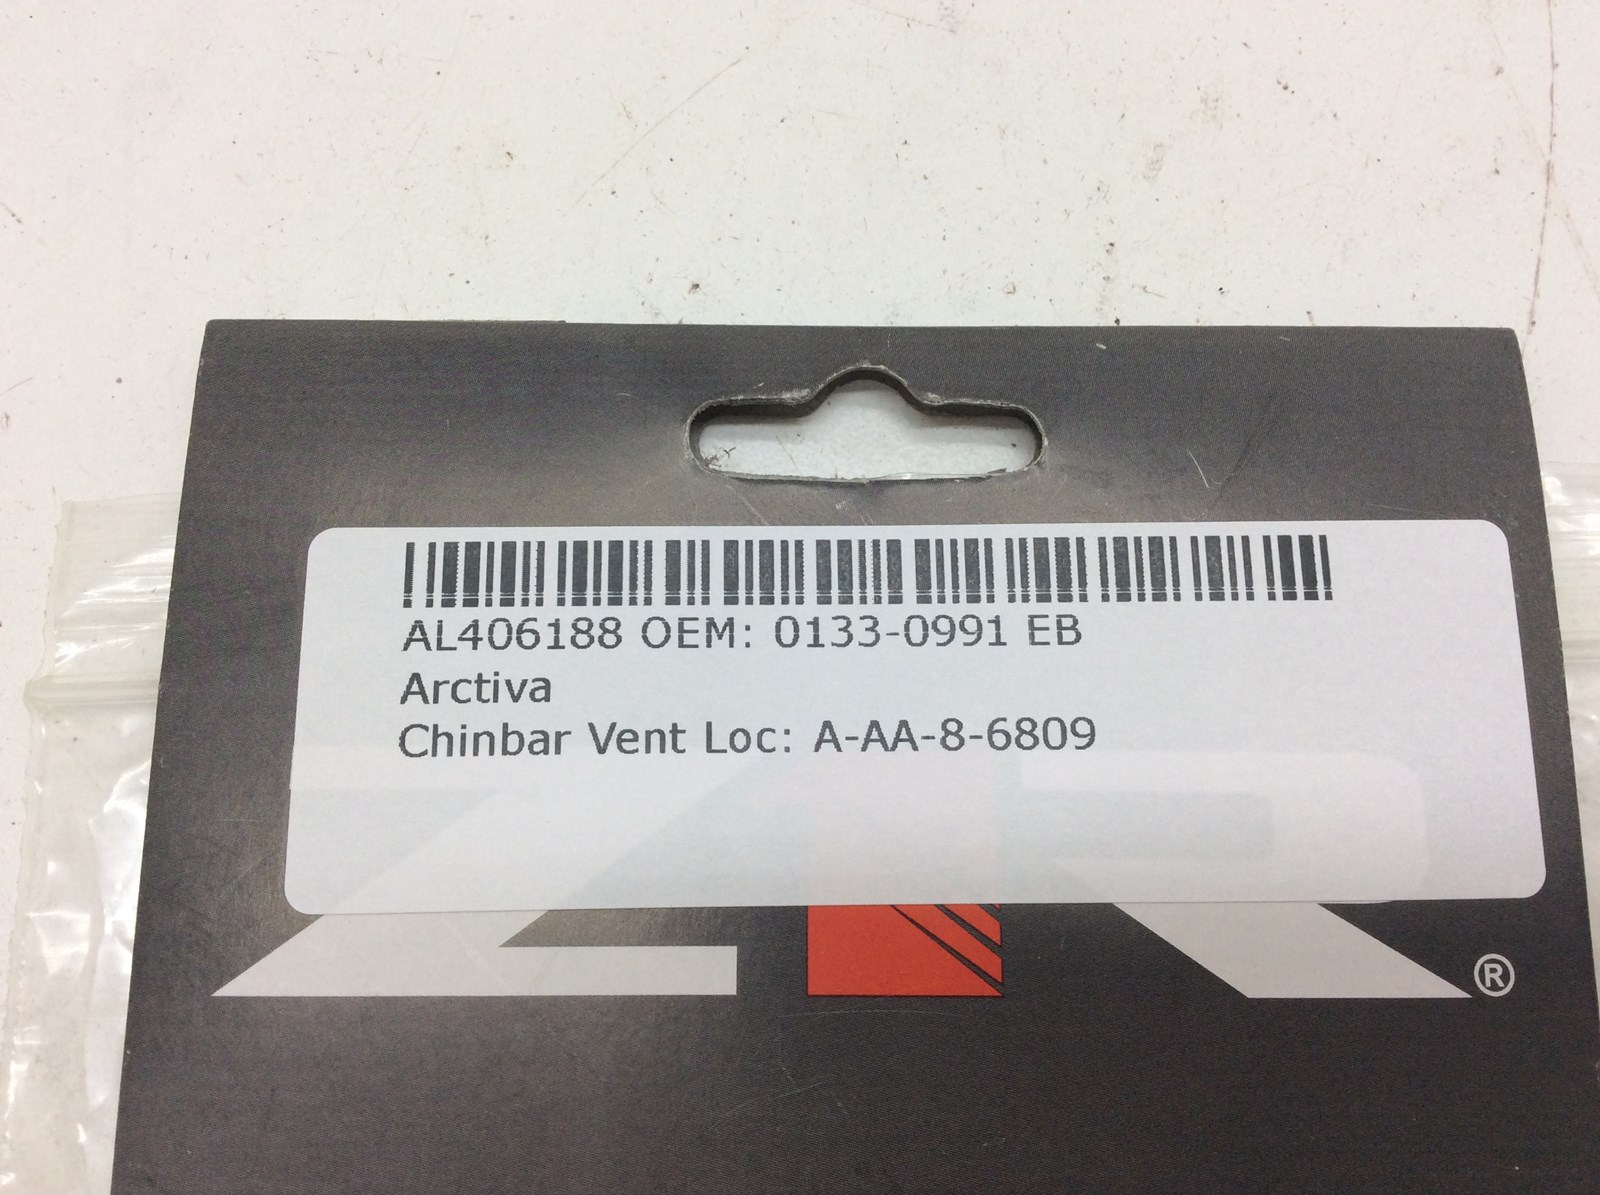 AL406188 OEM: 0133-0991 EB
Arctiva
Chinbar Vent Loc: A-AA-8-6809
®